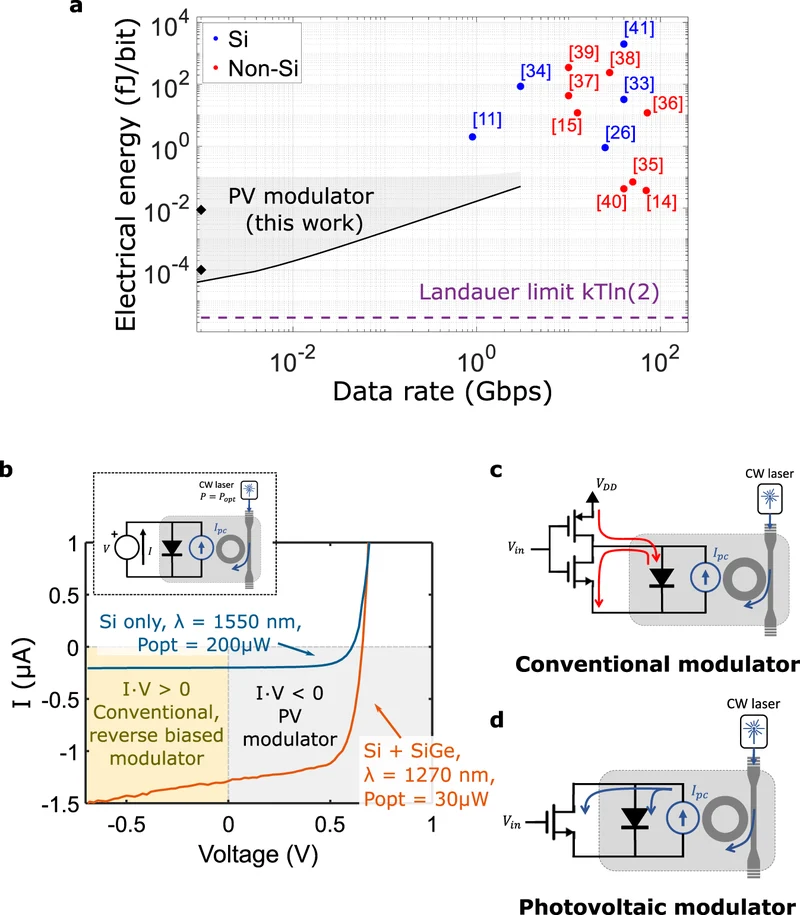 a
Electrical energy (fJ/bit)
10^4
10^2
10^0
10^-2
10^-4
Si
Non-Si
[41]
[39]
[38]
[34]
[37]
[33]
[11]
[15]
[36]
[26]
[35]
[40]
[14]
PV modulator
(this work)
Landauer limit kTln(2)
10^-2
10^0
10^2
Data rate (Gbps)
b
CW laser
P = P_opt
I_pc
V
+
I
I (μA)
1
0.5
0
-0.5
-1
-1.5
Si only, λ = 1550 nm,
Popt = 200μW
I·V > 0
Conventional,
reverse biased
modulator
I·V < 0
PV
modulator
Si + SiGe,
λ = 1270 nm,
Popt = 30μW
-0.5
0
0.5
1
Voltage (V)
c
CW laser
V_DD
V_in
I_pc
Conventional modulator
d
CW laser
I_pc
V_in
Photovoltaic modulator